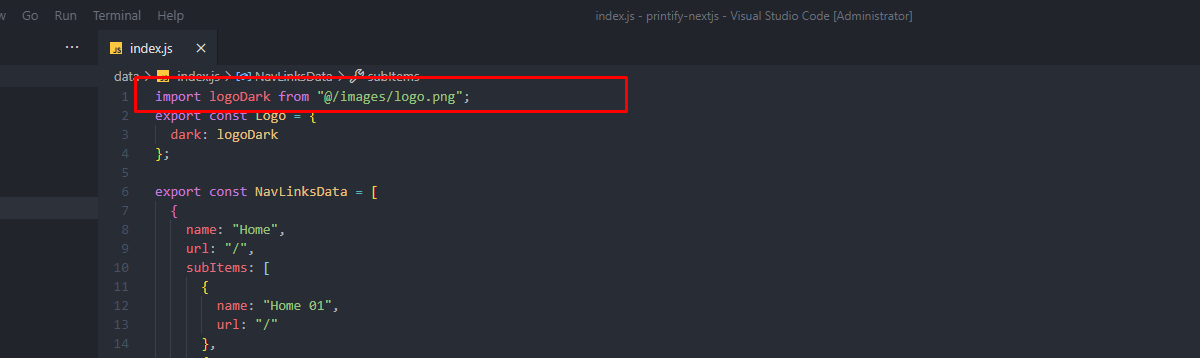 Go Run Terminal Help index.js - printify-nextjs - Visual Studio Code [Administrator]
... JS index.js ×
data > JS index.js > NavLinksData > subItems
1 import logoDark from "@/images/logo.png";
2 export const Logo = {
3 dark: logoDark
4 };
5
6 export const NavLinksData = [
7 {
8 name: "Home",
9 url: "/",
10 subItems: [
11 {
12 name: "Home 01",
13 url: "/"
14 },